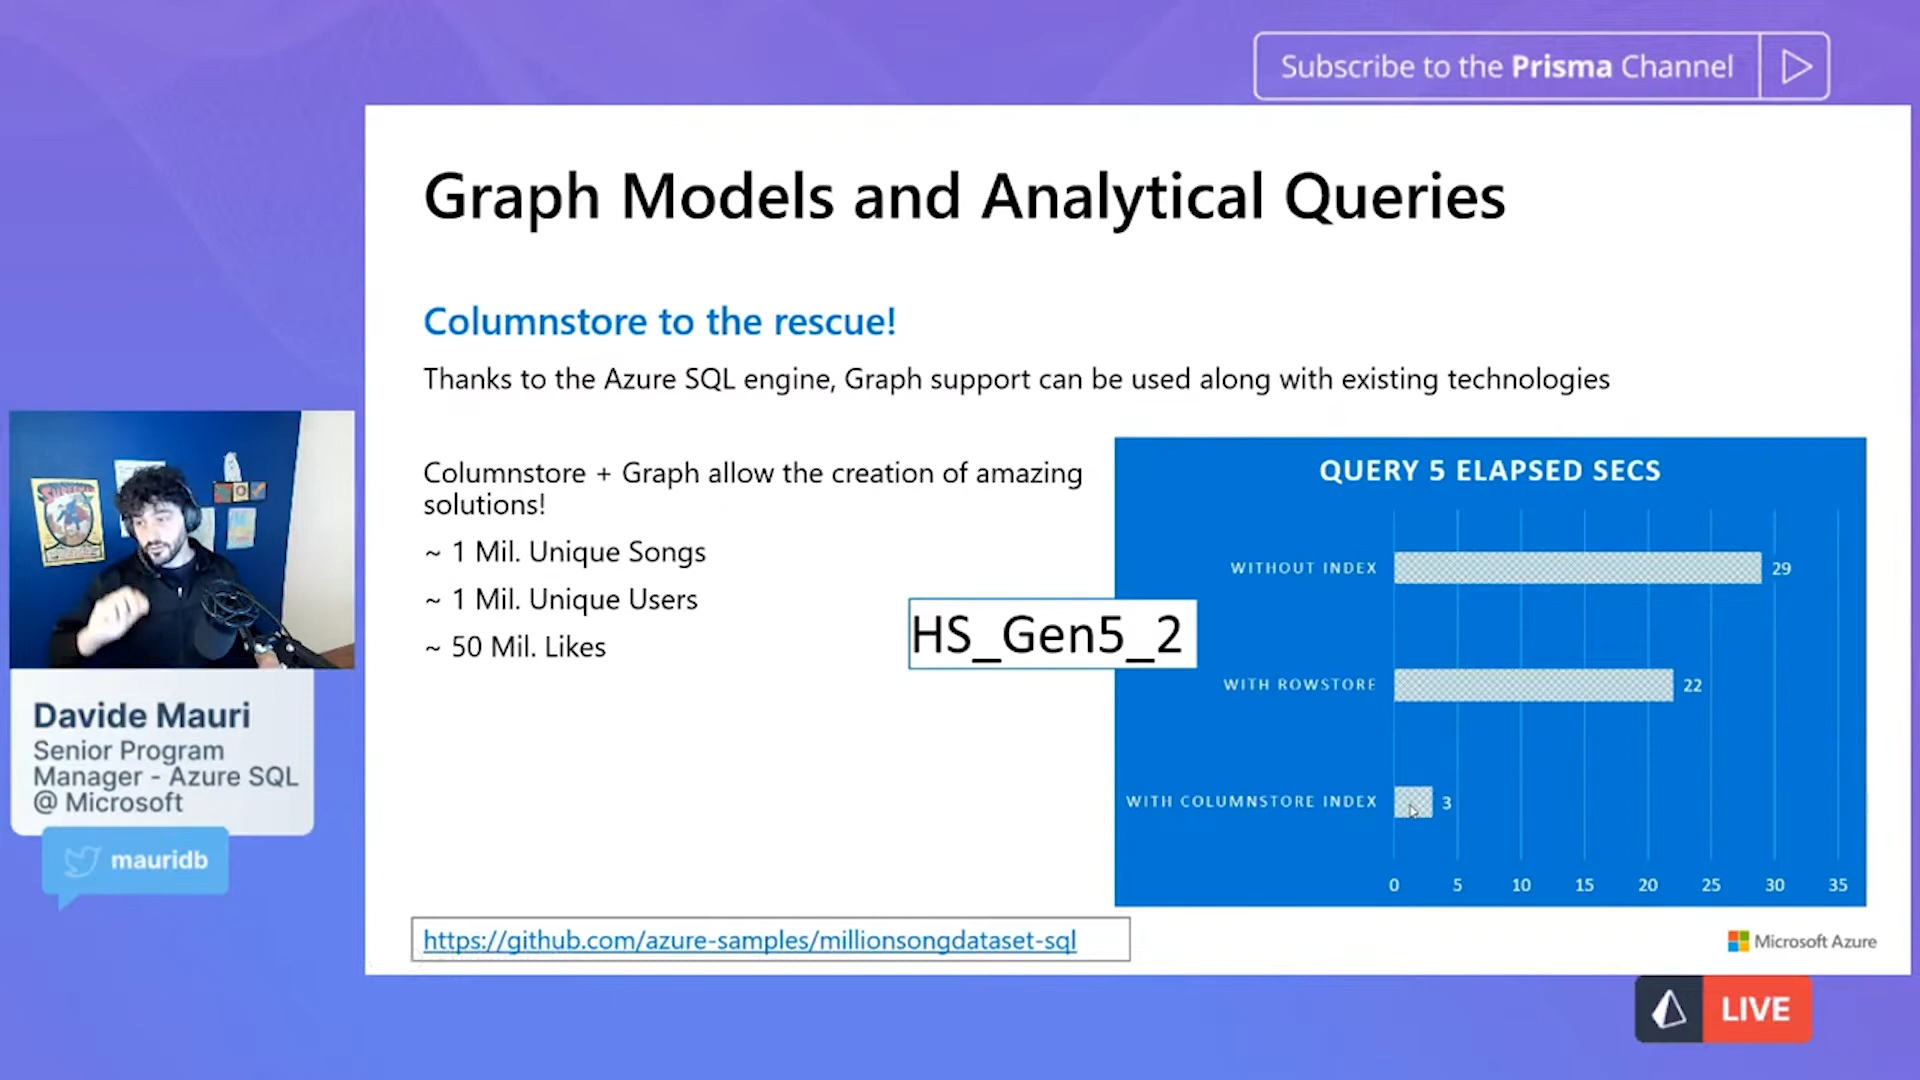 Subscribe to the Prisma Channel
Graph Models and Analytical Queries
Columnstore to the rescue!
Thanks to the Azure SQL engine, Graph support can be used along with existing technologies
Columnstore + Graph allow the creation of amazing
solutions!
~ 1 Mil. Unique Songs
~ 1 Mil. Unique Users
~ 50 Mil. Likes
HS_Gen5_2
QUERY 5 ELAPSED SECS
WITHOUT INDEX 29
WITH ROWSTORE 22
WITH COLUMNSTORE INDEX 3
0 5 10 15 20 25 30 35
https://github.com/azure-samples/millionsongdataset-sql
Microsoft Azure
Davide Mauri
Senior Program
Manager - Azure SQL
@ Microsoft
mauridb
LIVE